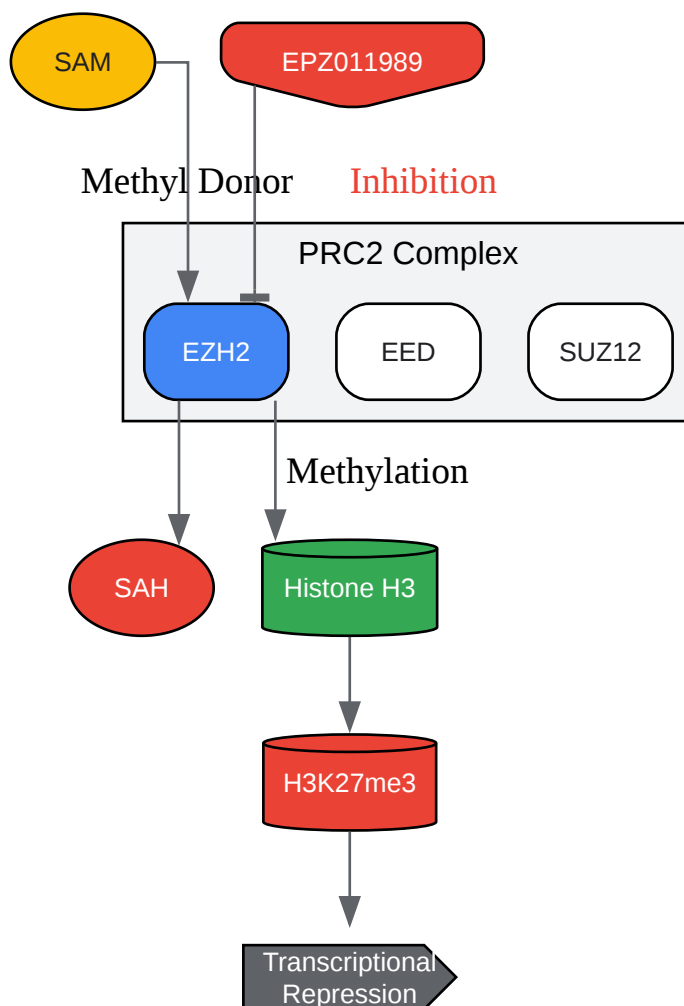 SAM
EPZ011989
Methyl Donor
Inhibition
PRC2 Complex
EZH2
EED
SUZ12
Methylation
SAH
Histone H3
H3K27me3
Transcriptional
Repression